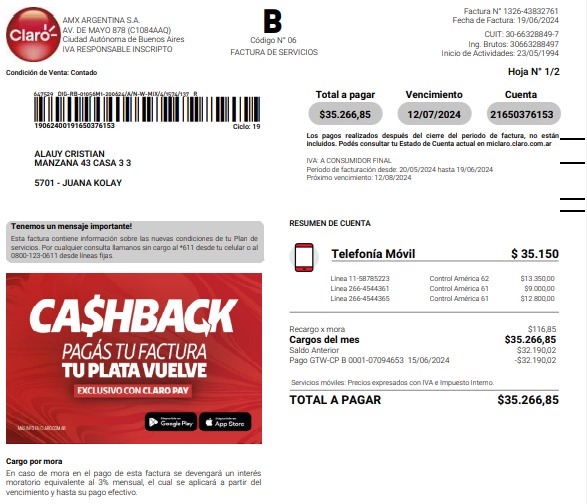 Claro
AMX ARGENTINA S.A.
AV. DE MAYO 878 (C1084AAQ)
Ciudad Autónoma de Buenos Aires
IVA RESPONSABLE INSCRIPTO
B
Código N° 06
FACTURA DE SERVICIOS
Factura N° 1326-43832761
Fecha de Factura: 19/06/2024
CUIT: 30-66328849-7
Ing. Brutos: 30663288497
Inicio de Actividades: 23/05/1994
Condición de Venta: Contado
Hoja N° 1/2
647529 DIG-RB-01056M1-200624/A/N-W-MIX/4/1574/137 R
19062400191650376153
Ciclo: 19
ALAUY CRISTIAN
MANZANA 43 CASA 3 3
5701 - JUANA KOLAY
Total a pagar Vencimiento Cuenta
$35.266,85 12/07/2024 21650376153
Los pagos realizados después del cierre del periodo de factura, no están
incluidos. Podés consultar tu Estado de Cuenta actual en miclaro.claro.com.ar
IVA: A CONSUMIDOR FINAL
Período de facturación desde: 20/05/2024 hasta 19/06/2024
Próximo vencimiento: 12/08/2024
Tenemos un mensaje importante!
Esta factura contiene información sobre las nuevas condiciones de tu Plan de
servicios. Por cualquier consulta llamanos sin cargo al *611 desde tu celular o al
0800-123-0611 desde líneas fijas.
CA$HBACK
PAGÁS TU FACTURA
TU PLATA VUELVE
EXCLUSIVO CON CLARO PAY
Google Play
App Store
Cargo por mora
En caso de mora en el pago de esta factura se devengará un interés
moratorio equivalente al 3% mensual, el cual se aplicará a partir del
vencimiento y hasta su pago efectivo.
RESUMEN DE CUENTA
Telefonía Móvil $ 35.150
Línea 11-58785223 Control América 62 $13.350,00
Línea 266-4544361 Control América 61 $9.000,00
Línea 266-4544365 Control América 61 $12.800,00
Recargo x mora $116,85
Cargos del mes $35.266,85
Saldo Anterior $32.190,02
Pago GTW-CP B 0001-07094653 15/06/2024 -$32.190,02
Servicios móviles: Precios expresados con IVA e Impuesto Interno.
TOTAL A PAGAR $35.266,85